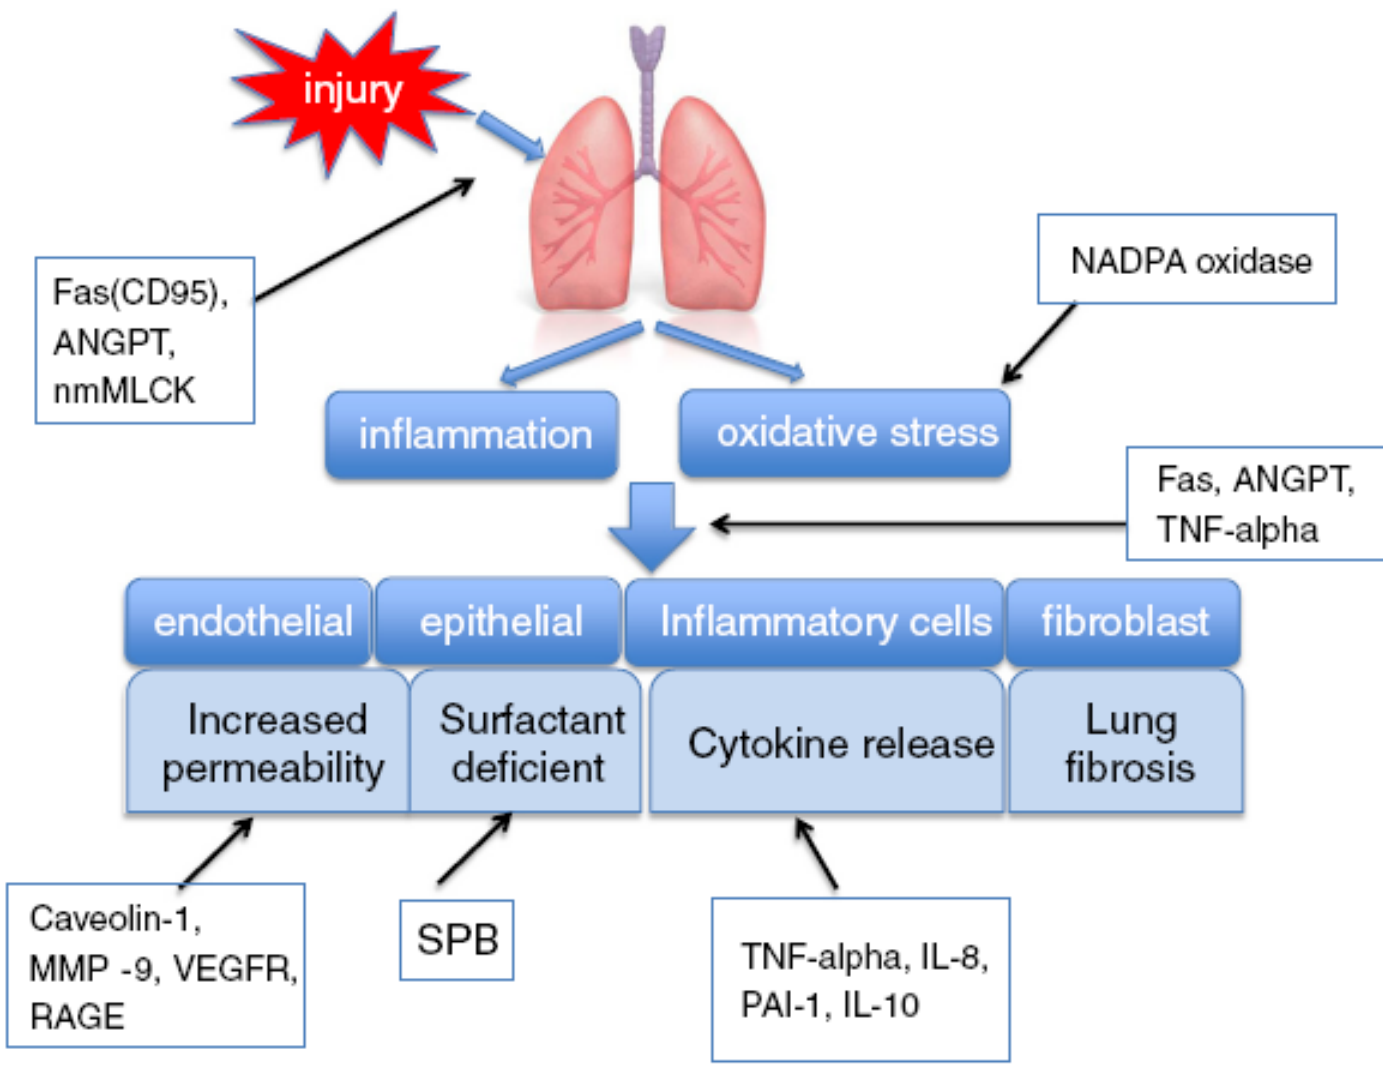 injury
NADPA oxidase
Fas(CD95),
ANGPT,
nmMLCK
inflammation
oxidative stress
Fas, ANGPT,
TNF-alpha
endothelial
epithelial
Inflammatory cells
fibroblast
Increased
permeability
Surfactant
deficient
Cytokine release
Lung
fibrosis
Caveolin-1,
MMP -9, VEGFR,
RAGE
SPB
TNF-alpha, IL-8,
PAI-1, IL-10